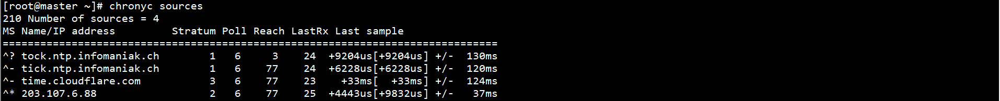 [root@master ~]# chronyc sources
210 Number of sources = 4
MS Name/IP address         Stratum Poll Reach LastRx Last sample
===============================================================================
^? tock.ntp.infomaniak.ch        1   6     3    24  +9204us[+9204us] +/-  130ms
^- tick.ntp.infomaniak.ch        1   6    77    24  +6228us[+6228us] +/-  120ms
^- time.cloudflare.com           3   6    77    23    +33ms[  +33ms] +/-  124ms
^* 203.107.6.88                  2   6    77    25  +4443us[+9832us] +/-   37ms